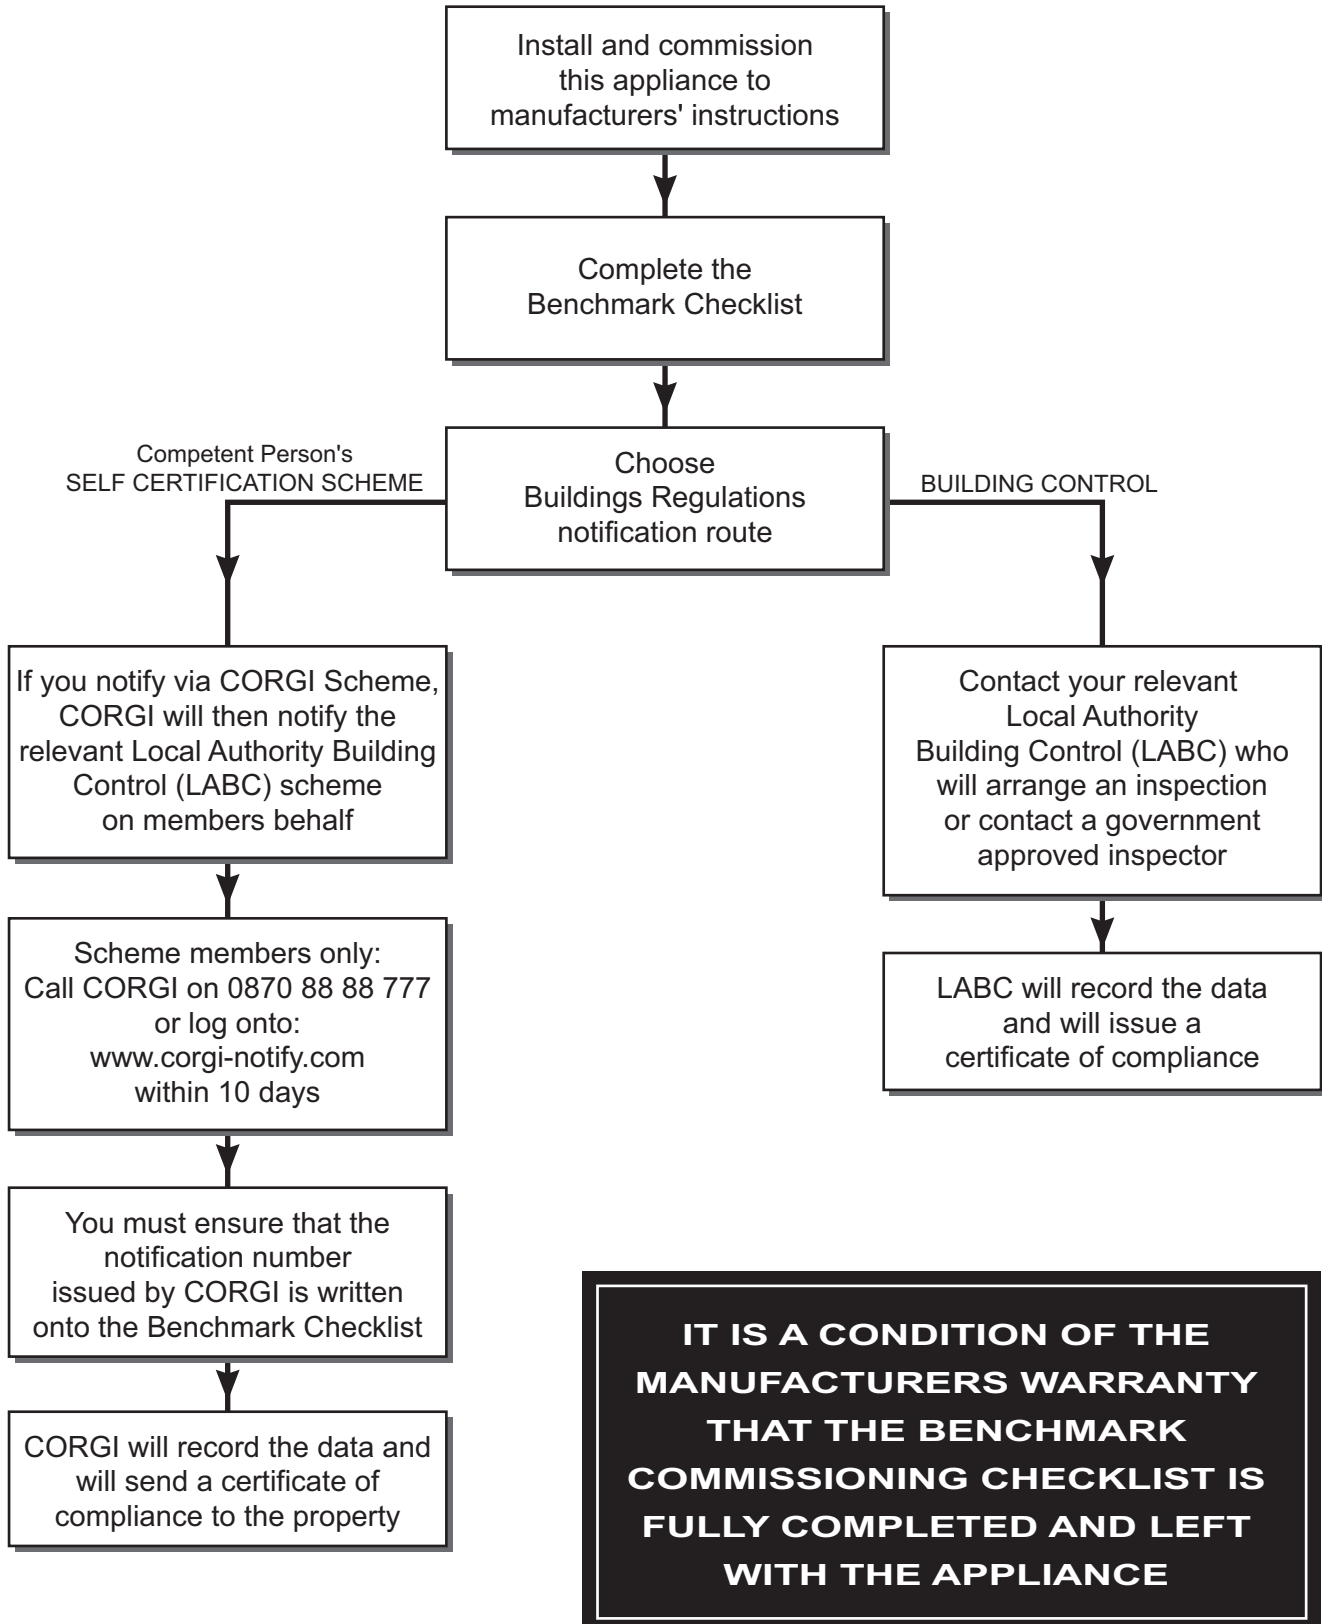 Install and commission
this appliance to
manufacturers' instructions
Complete the
Benchmark Checklist
Choose
Buildings Regulations
notification route
Competent Person's
SELF CERTIFICATION SCHEME
If you notify via CORGI Scheme,
CORGI will then notify the
relevant Local Authority Building
Control (LABC) scheme
on members behalf
Scheme members only:
Call CORGI on 0870 88 88 777
or log onto:
www.corgi-notify.com
within 10 days
You must ensure that the
notification number
issued by CORGI is written
onto the Benchmark Checklist
CORGI will record the data and
will send a certificate of
compliance to the property
BUILDING CONTROL
Contact your relevant
Local Authority
Building Control (LABC) who
will arrange an inspection
or contact a government
approved inspector
LABC will record the data
and will issue a
certificate of compliance
IT IS A CONDITION OF THE
MANUFACTURERS WARRANTY
THAT THE BENCHMARK
COMMISSIONING CHECKLIST IS
FULLY COMPLETED AND LEFT
WITH THE APPLIANCE